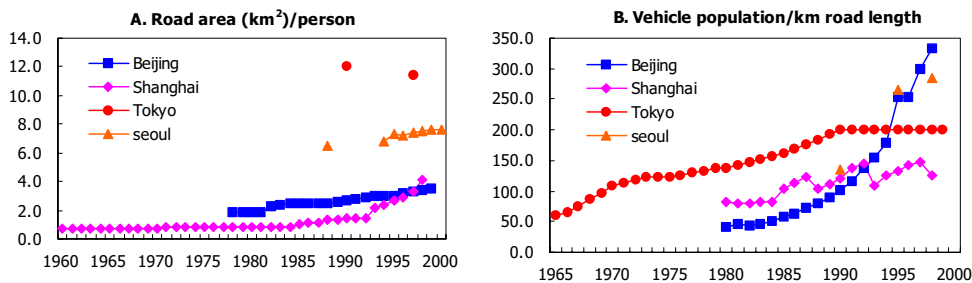 A. Road area (km²)/person
14.0
12.0
10.0
8.0
6.0
4.0
2.0
0.0
Beijing
Shanghai
Tokyo
seoul
1960 1965 1970 1975 1980 1985 1990 1995 2000
B. Vehicle population/km road length
350.0
300.0
250.0
200.0
150.0
100.0
50.0
0.0
Beijing
Shanghai
Tokyo
seoul
1965 1970 1975 1980 1985 1990 1995 2000